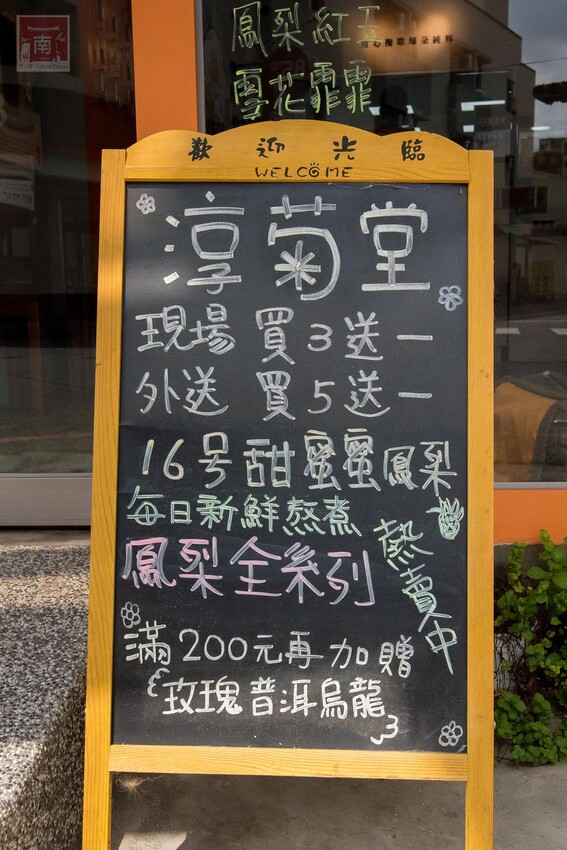 鳳梨紅玉
雪花霏霏
南
歡迎光臨
WELCOME
淳菊堂
現場 買3送一
外送 買5送一
16号甜蜜蜜鳳梨
每日新鮮熬煮
鳳梨全系列
熱賣中
滿200元再加贈
玫瑰普洱烏龍